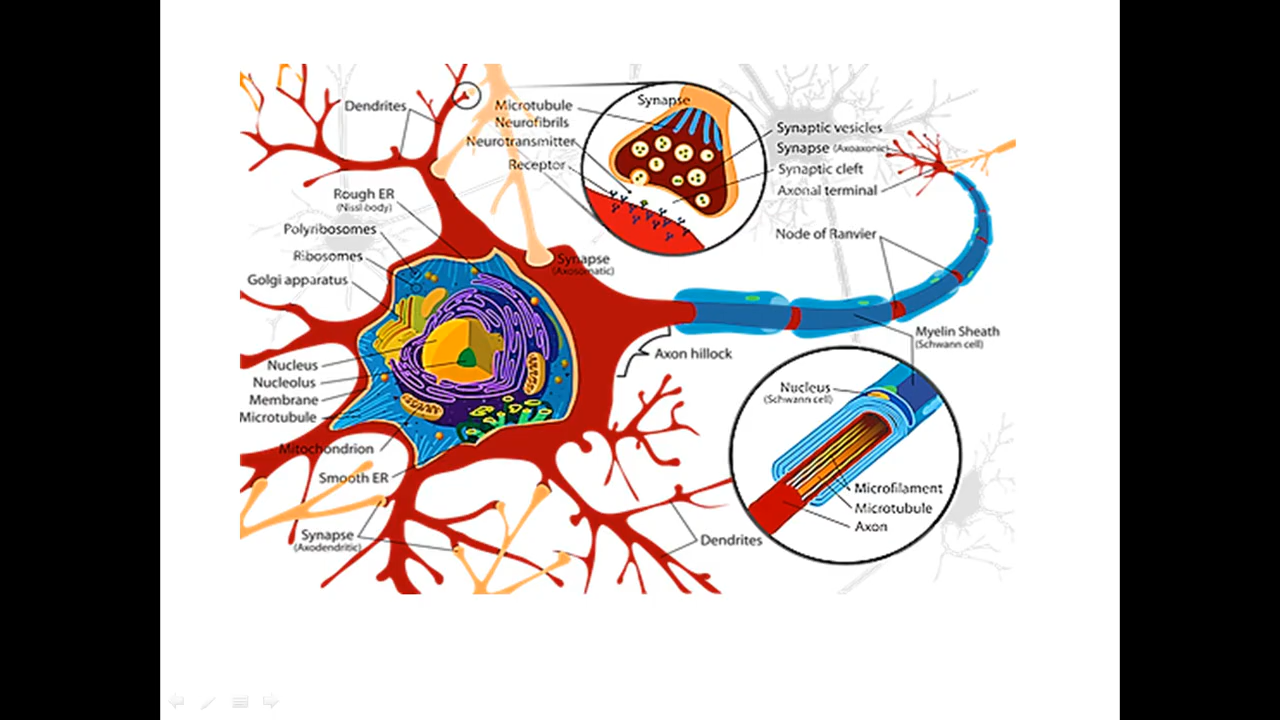 Dendrites
Microtubule
Neurofibrils
Neurotransmitter
Receptor
Synapse
Synaptic vesicles
Synapse (Axoaxonic)
Synaptic cleft
Axonal terminal
Rough ER
(Nissl body)
Polyribosomes
Ribosomes
Golgi apparatus
Synapse
(Axosomatic)
Node of Ranvier
Myelin Sheath
(Schwann cell)
Axon hillock
Nucleus
Nucleolus
Membrane
Microtubule
Mitochondrion
Smooth ER
Synapse
(Axodendritic)
Nucleus
(Schwann cell)
Microfilament
Microtubule
Axon
Dendrites